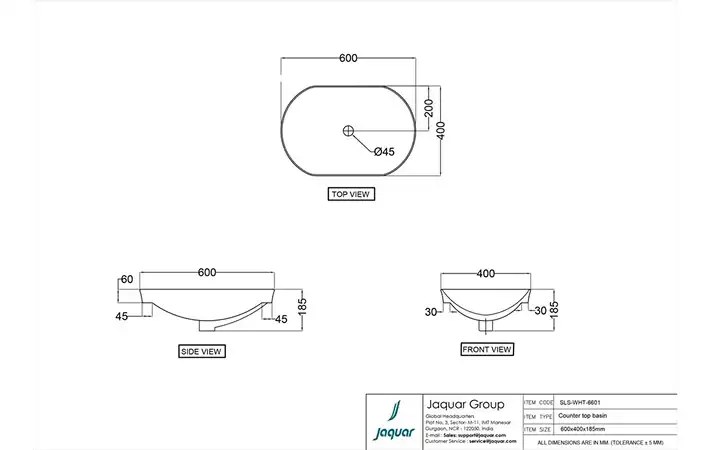 600
200
400
Ø45
TOP VIEW
600
60
185
45
45
SIDE VIEW
400
185
30
30
FRONT VIEW
Jaquar
Jaquar Group
Global Headquarters
Plot No. 3, Sector- M-11, IMT Manesar
Gurgaon, NCR - 122050, India
E-mail : Sales: support@jaquar.com
Customer Service : service@jaquar.com
ITEM CODE SLS-WHT-8601
ITEM TYPE Counter top basin
ITEM SIZE 600x400x185mm
ALL DIMENSIONS ARE IN MM. (TOLERANCE ± 5 MM)